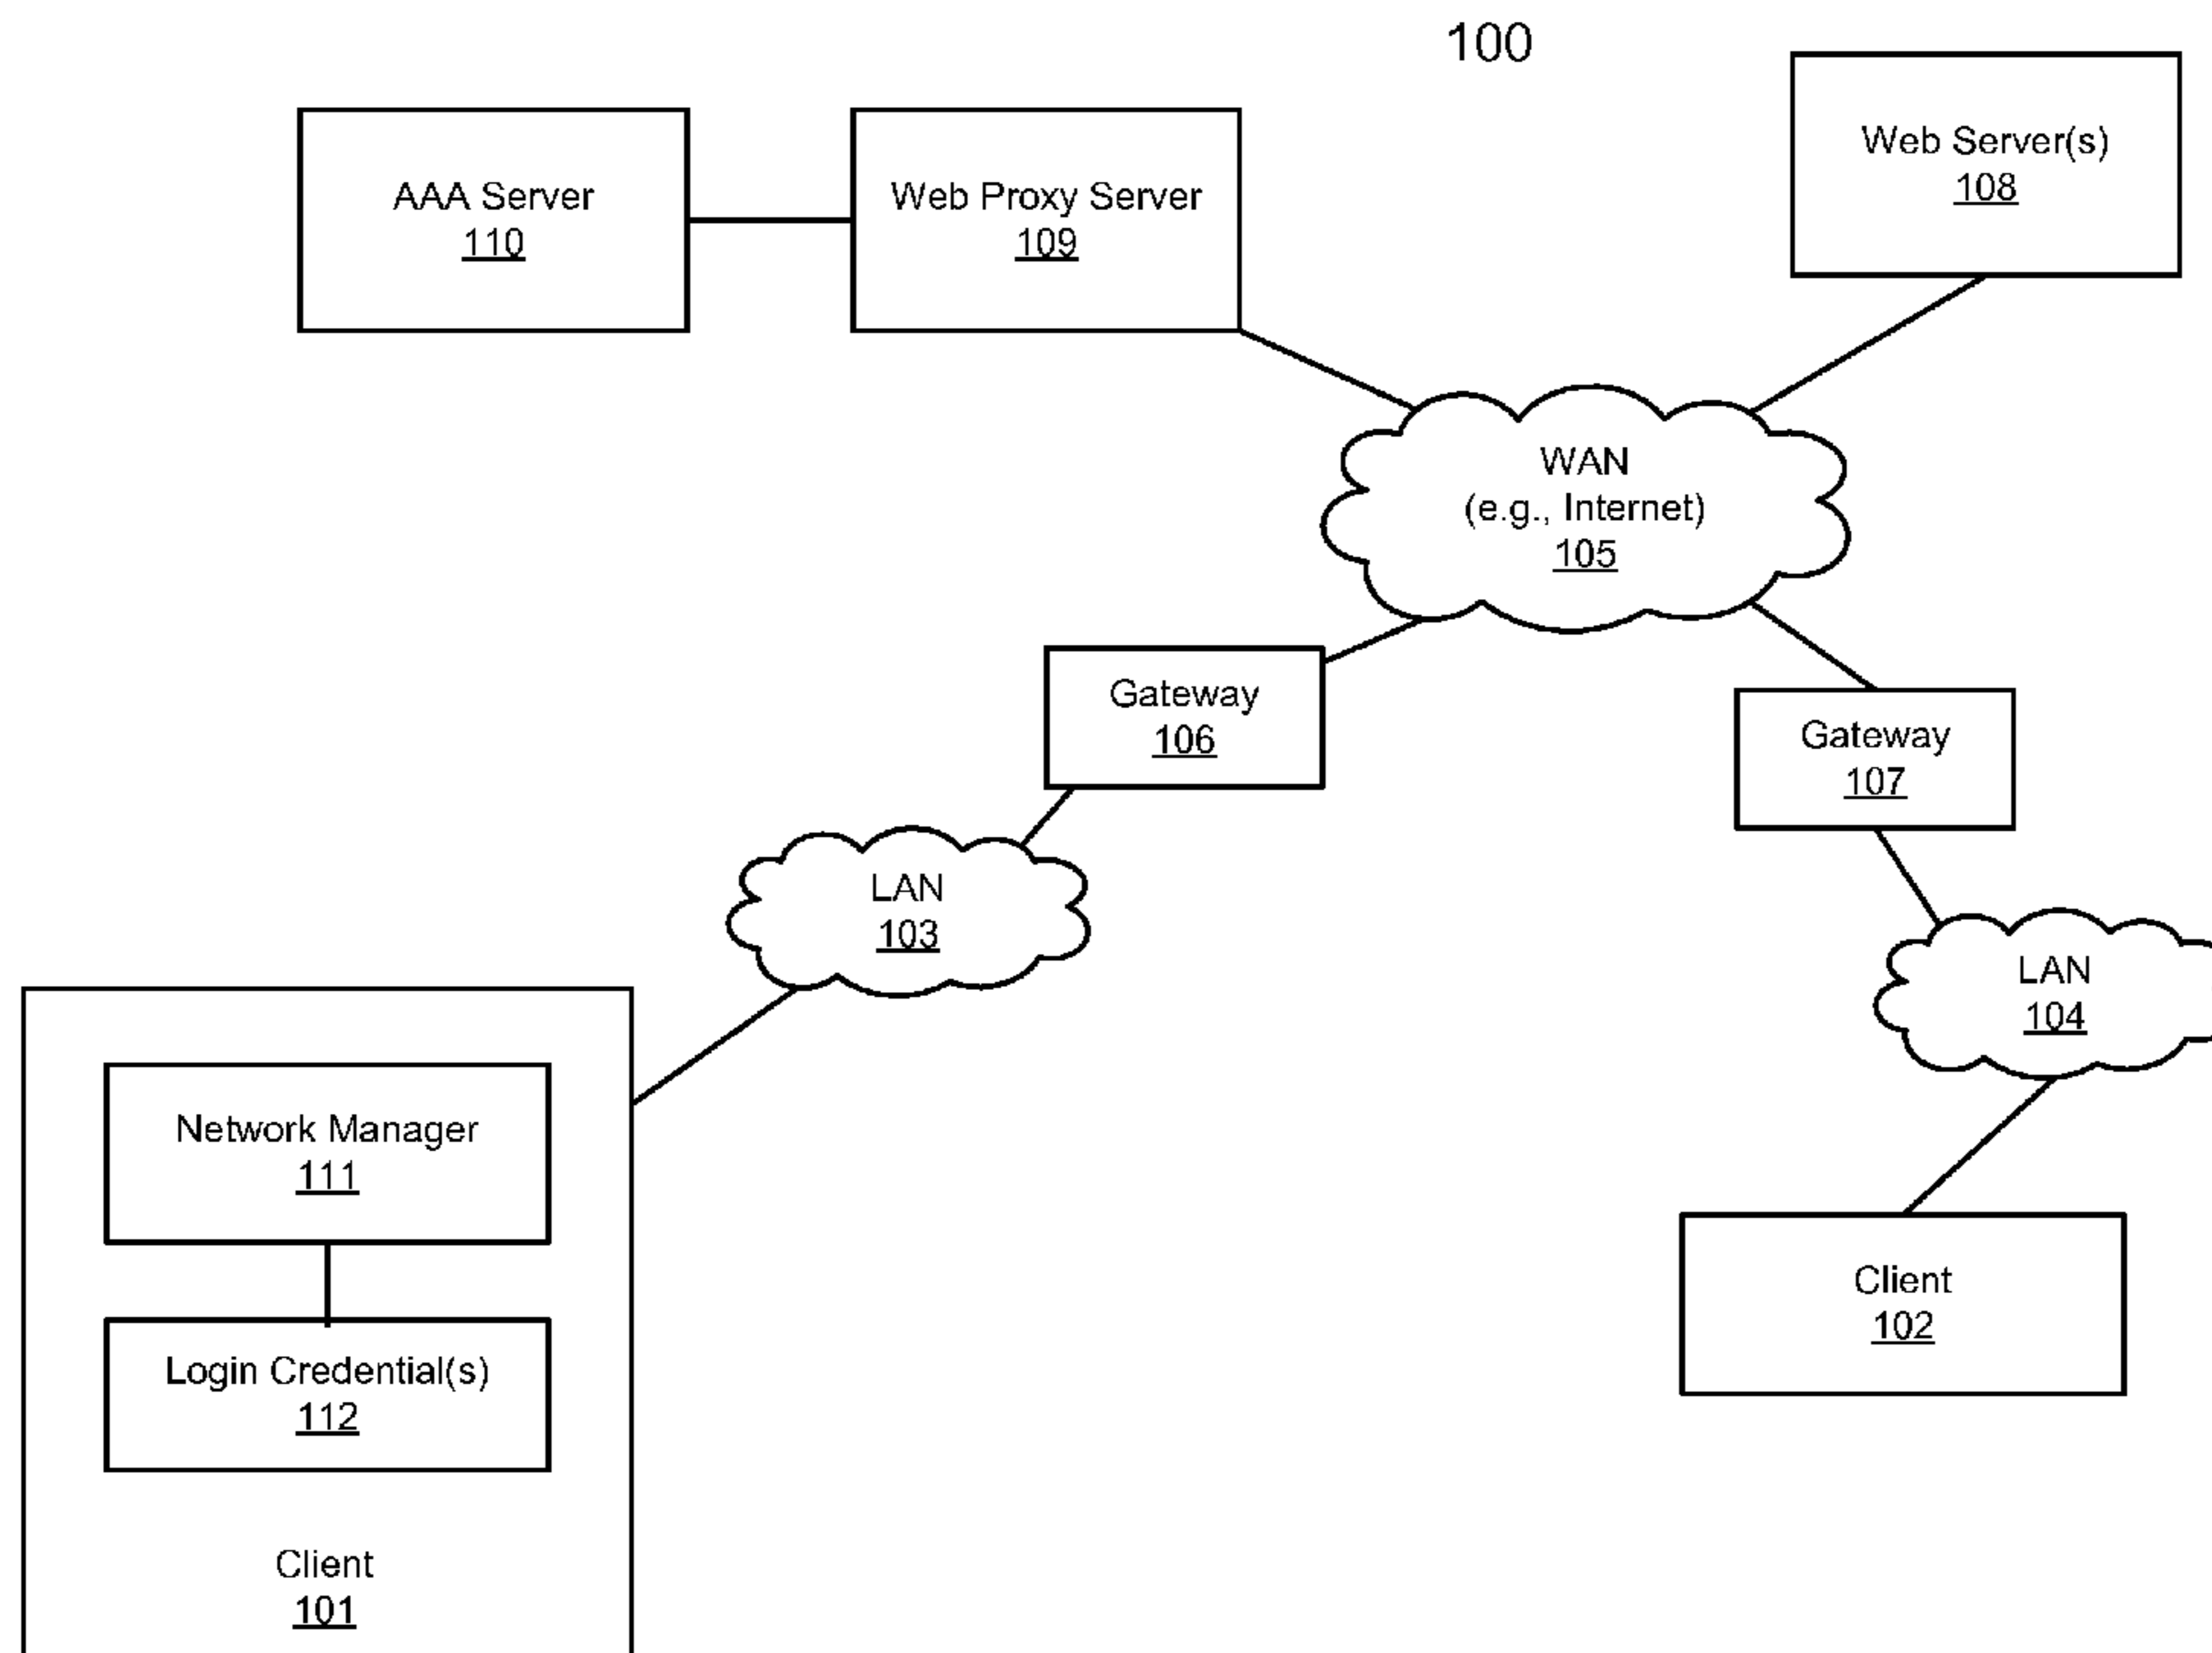 100
Web Server(s)
108
AAA Server
110
Web Proxy Server
109
WAN
(e.g., Internet)
105
Gateway
106
Gateway
107
LAN
103
LAN
104
Network Manager
111
Login Credential(s)
112
Client
101
Client
102